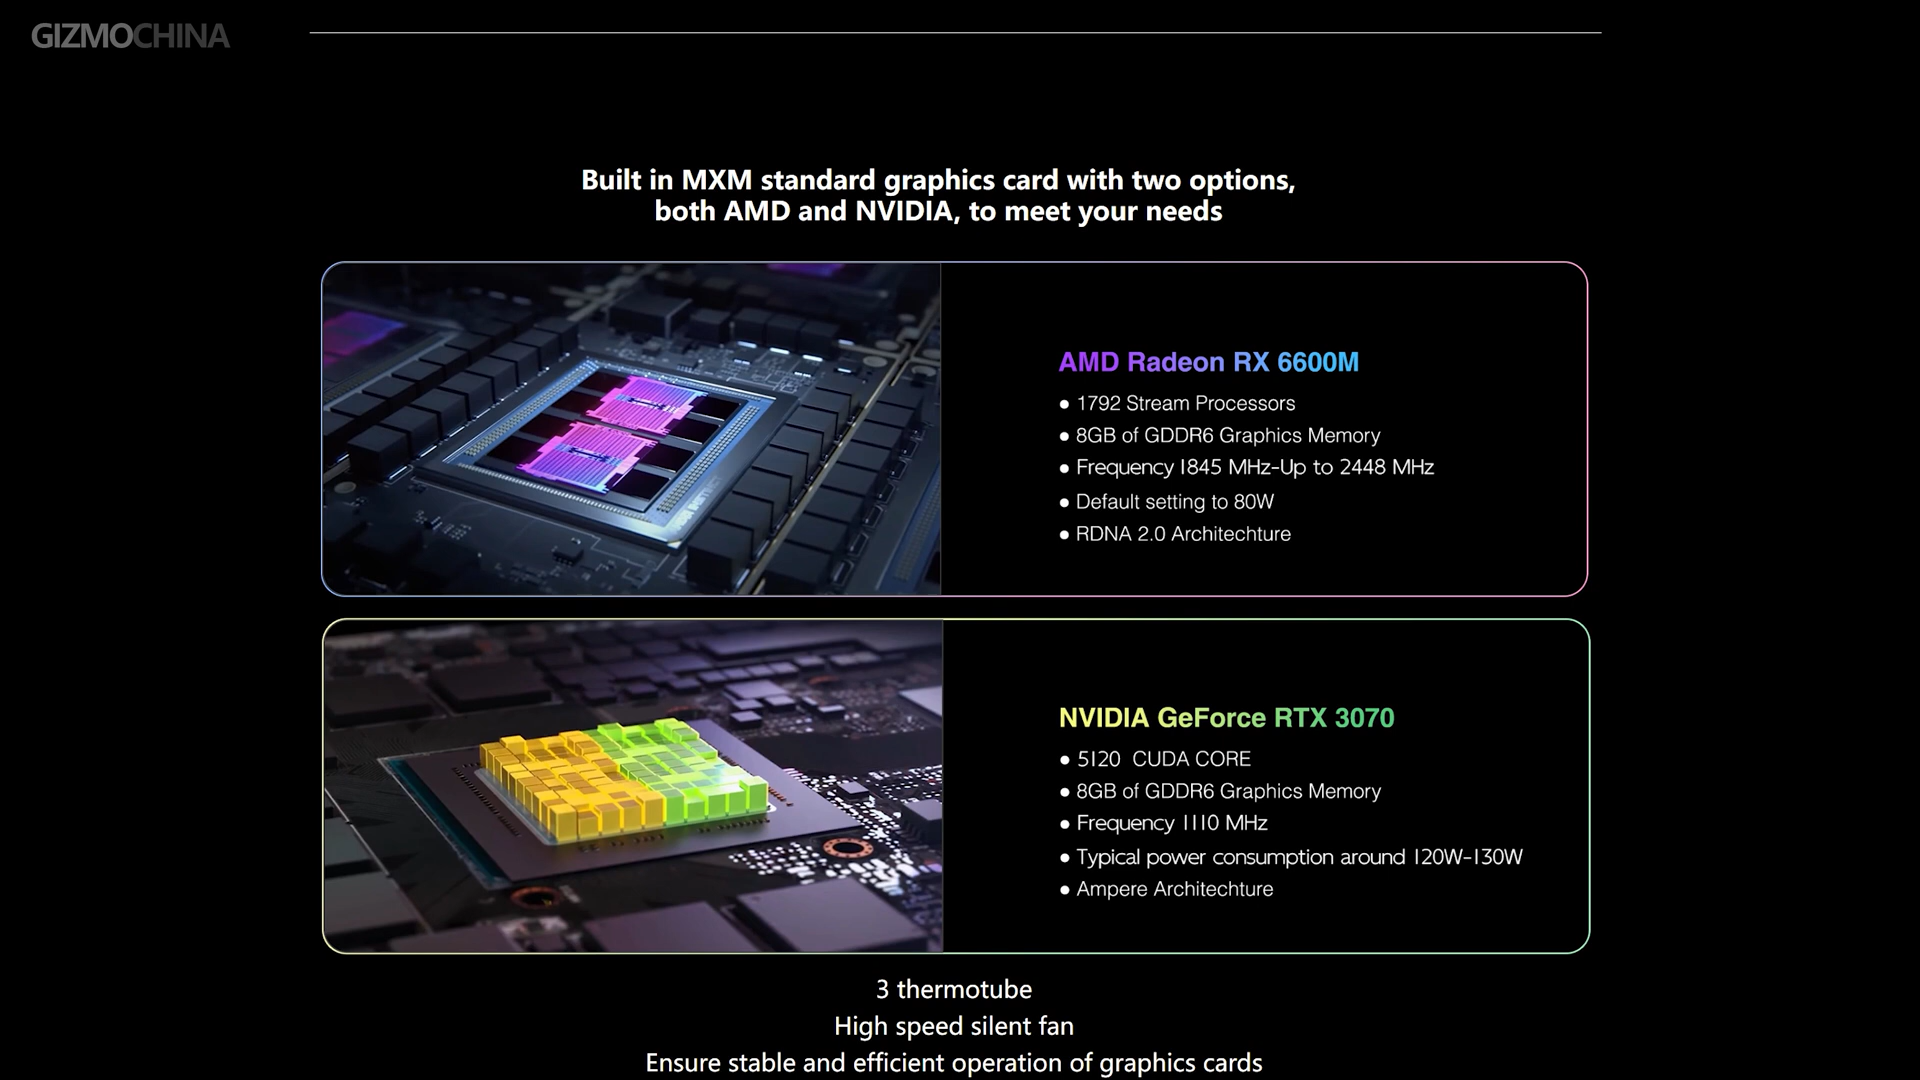 GIZMOCHINA
Built in MXM standard graphics card with two options,
both AMD and NVIDIA, to meet your needs
AMD Radeon RX 6600M
● 1792 Stream Processors
● 8GB of GDDR6 Graphics Memory
● Frequency 1845 MHz-Up to 2448 MHz
● Default setting to 80W
● RDNA 2.0 Architechture
NVIDIA GeForce RTX 3070
● 5120 CUDA CORE
● 8GB of GDDR6 Graphics Memory
● Frequency 1110 MHz
● Typical power consumption around 120W-130W
● Ampere Architechture
3 thermotube
High speed silent fan
Ensure stable and efficient operation of graphics cards